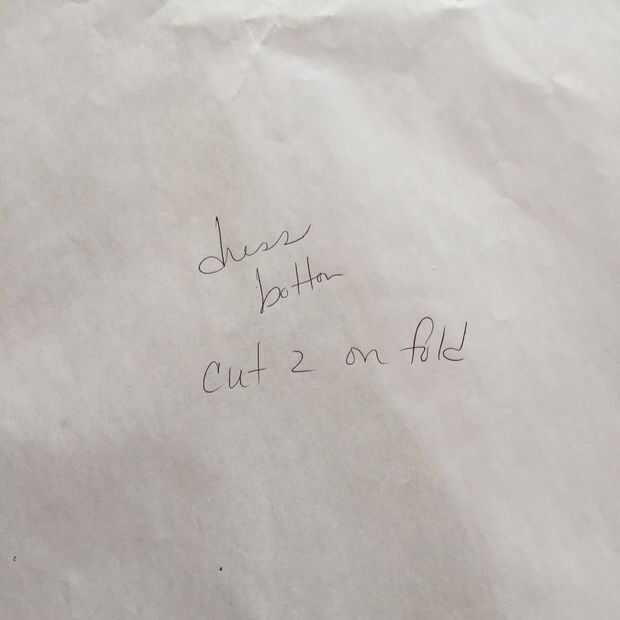 dress
bottom
cut 2 on fold